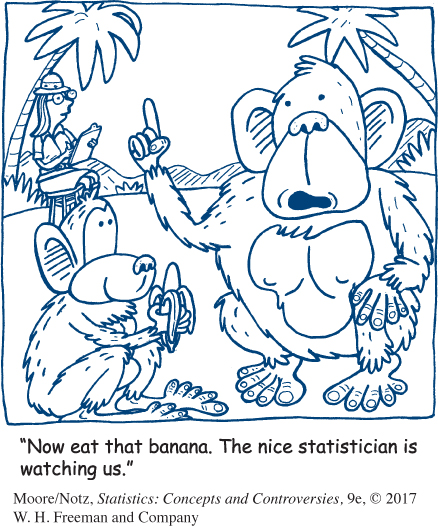 “Now eat that banana. The nice statistician is
watching us.”
Moore/Notz, Statistics: Concepts and Controversies, 9e, © 2017
W. H. Freeman and Company